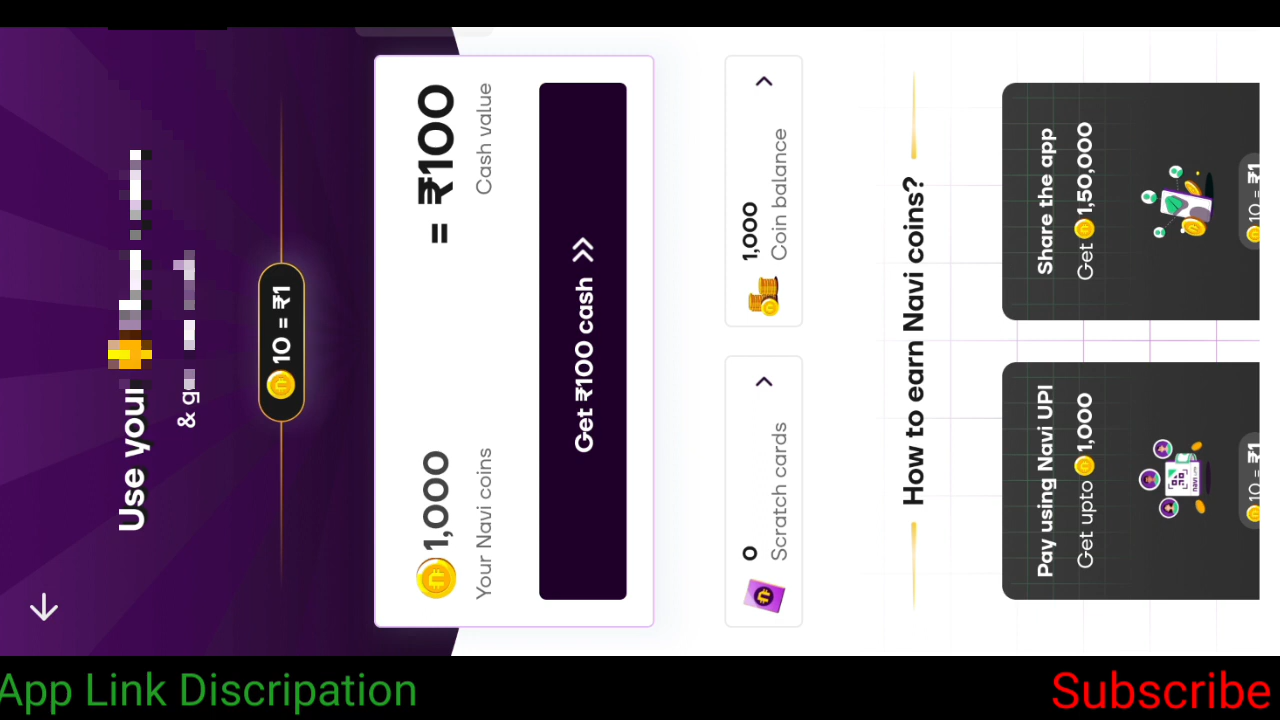 Use your
&
10 = ₹1
1,000
= ₹100
Your Navi coins
Cash value
Get ₹100 cash
0
Scratch cards
1,000
Coin balance
How to earn Navi coins?
Pay using Navi UPI
Get upto 1,000
10 = ₹1
Share the app
Get 1,50,000
10 = ₹1
App Link Discripation
Subscribe